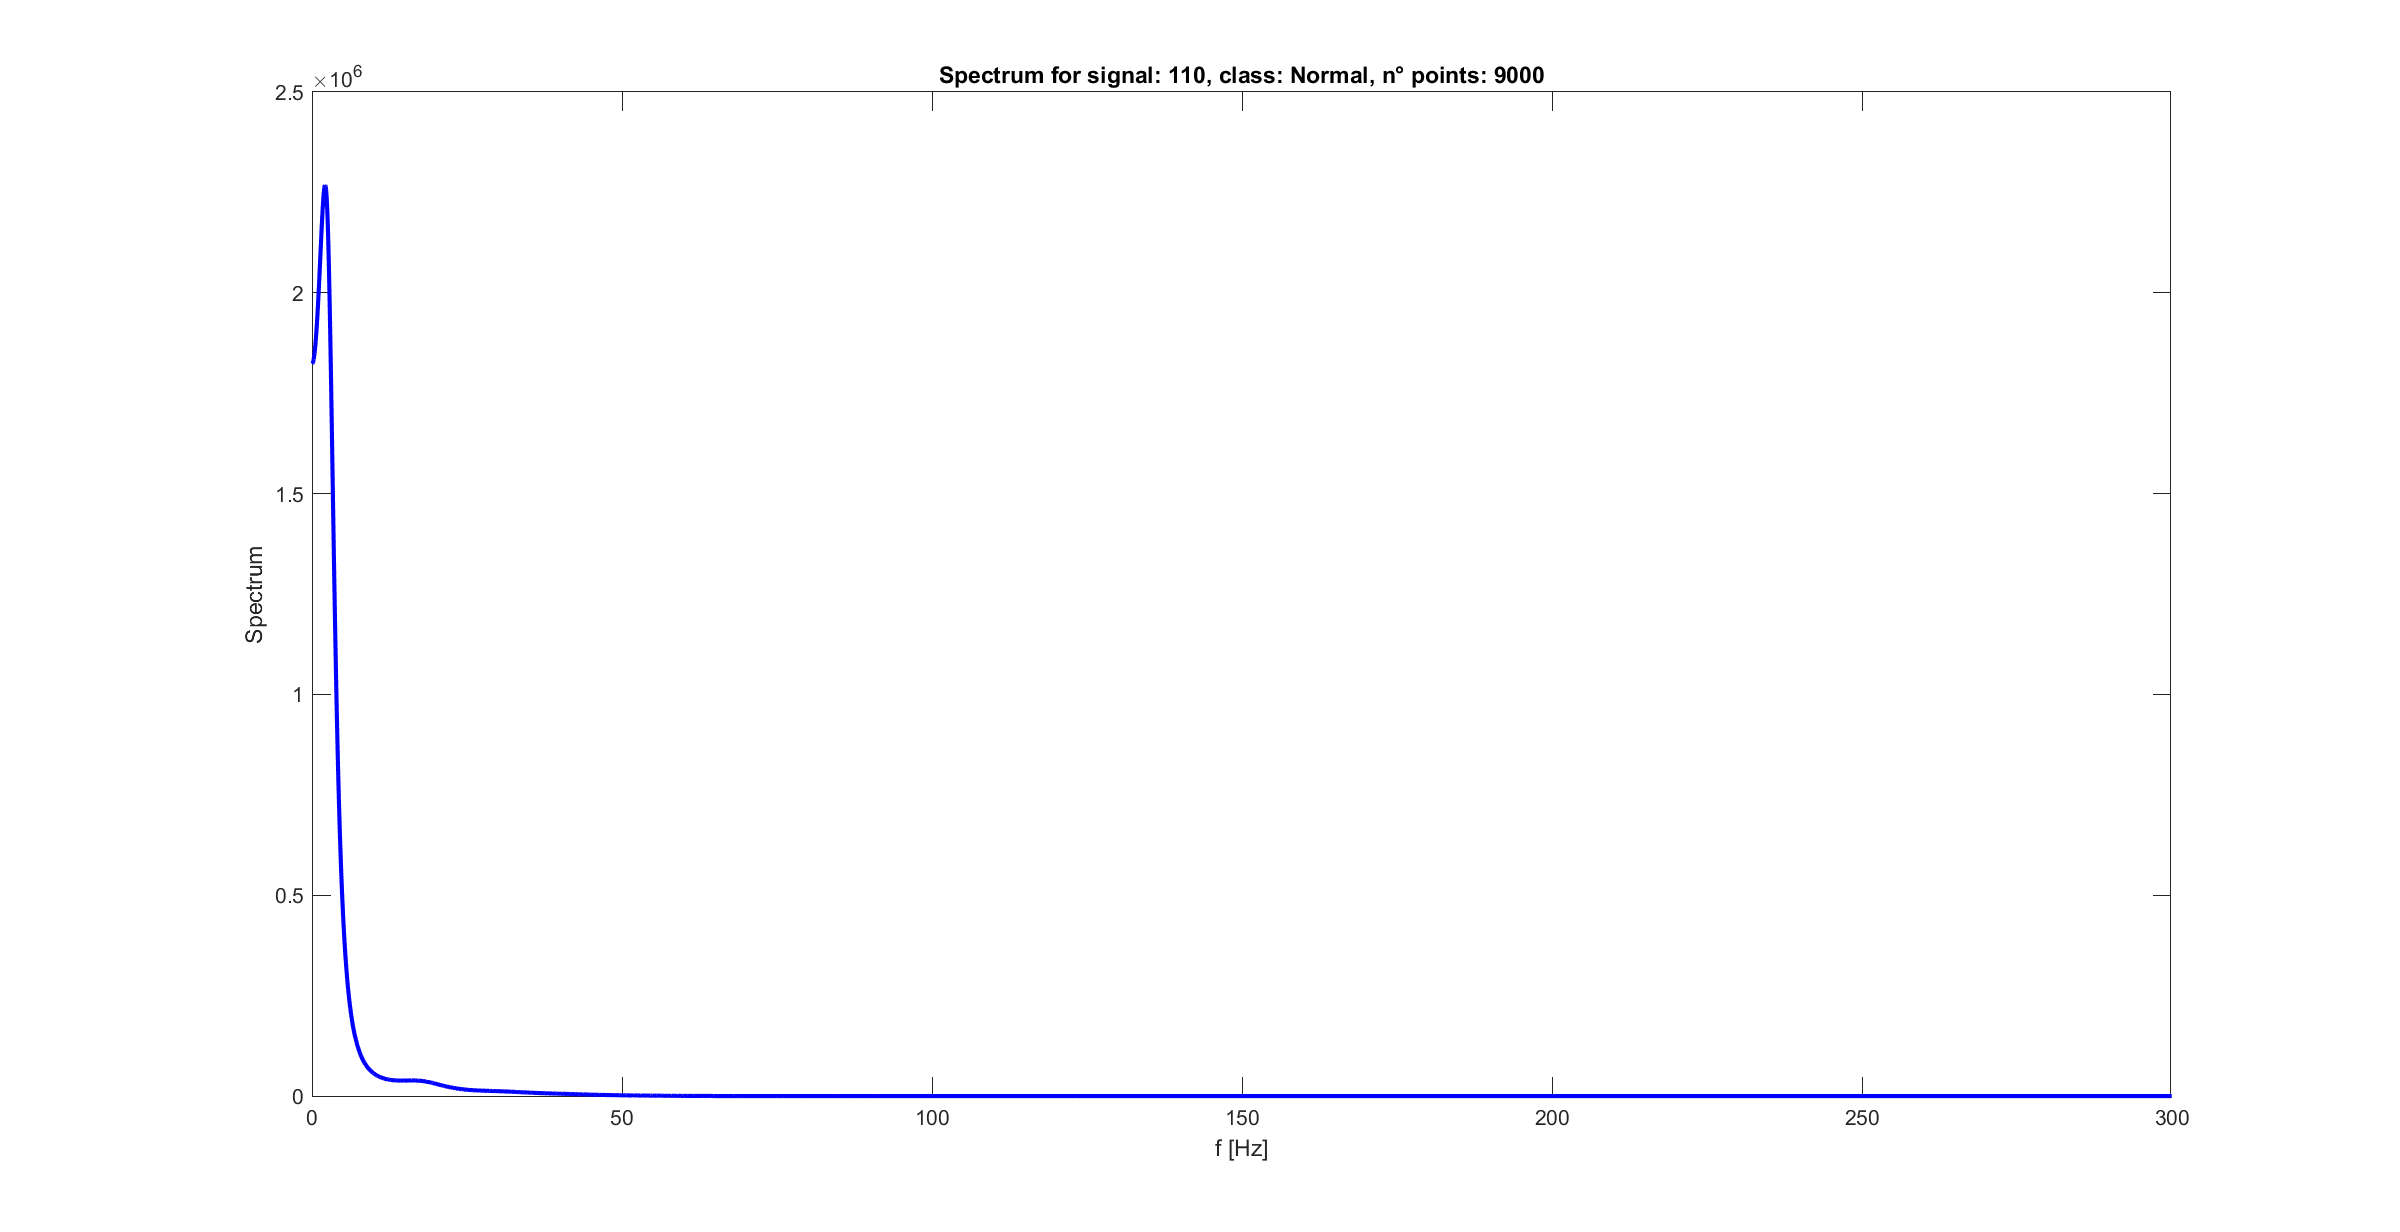 Spectrum for signal: 110, class: Normal, n° points: 9000
×10^6
2.5
2
1.5
1
0.5
0
Spectrum
0 50 100 150 200 250 300
f [Hz]